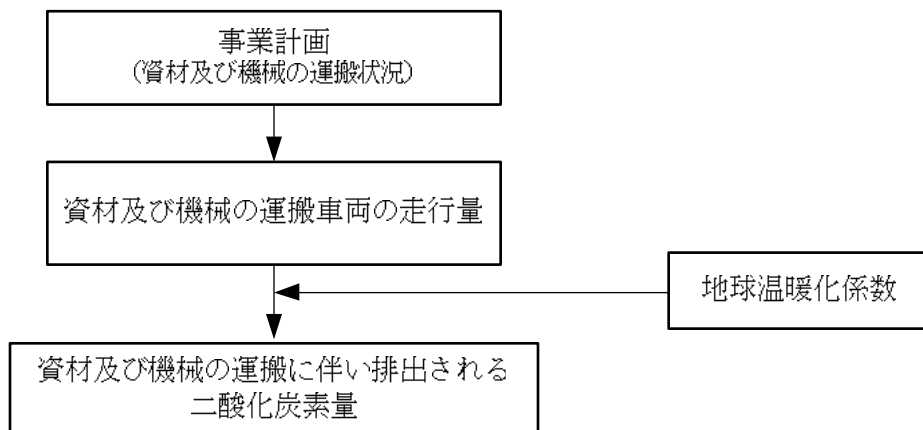 事業計画
（資材及び機械の運搬状況）
資材及び機械の運搬車両の走行量
地球温暖化係数
資材及び機械の運搬に伴い排出される
二酸化炭素量